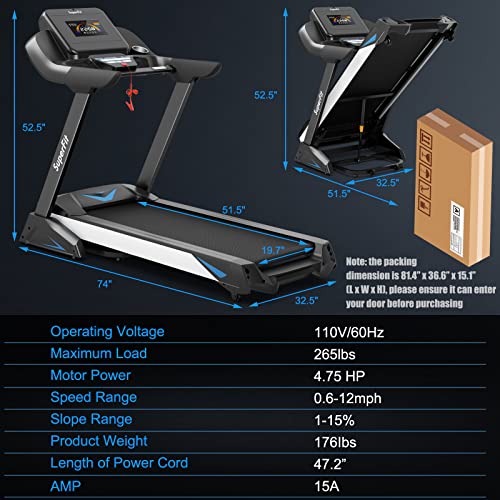 SuperFit
52.5"
SuperFit
51.5"
19.7"
74"
32.5"
52.5"
32.5"
51.5"
Note: the packing
dimension is 81.4" x 36.6" x 15.1"
(L x W x H), please ensure it can enter
your door before purchasing
Operating Voltage 110V/60Hz
Maximum Load 265lbs
Motor Power 4.75 HP
Speed Range 0.6-12mph
Slope Range 1-15%
Product Weight 176lbs
Length of Power Cord 47.2"
AMP 15A